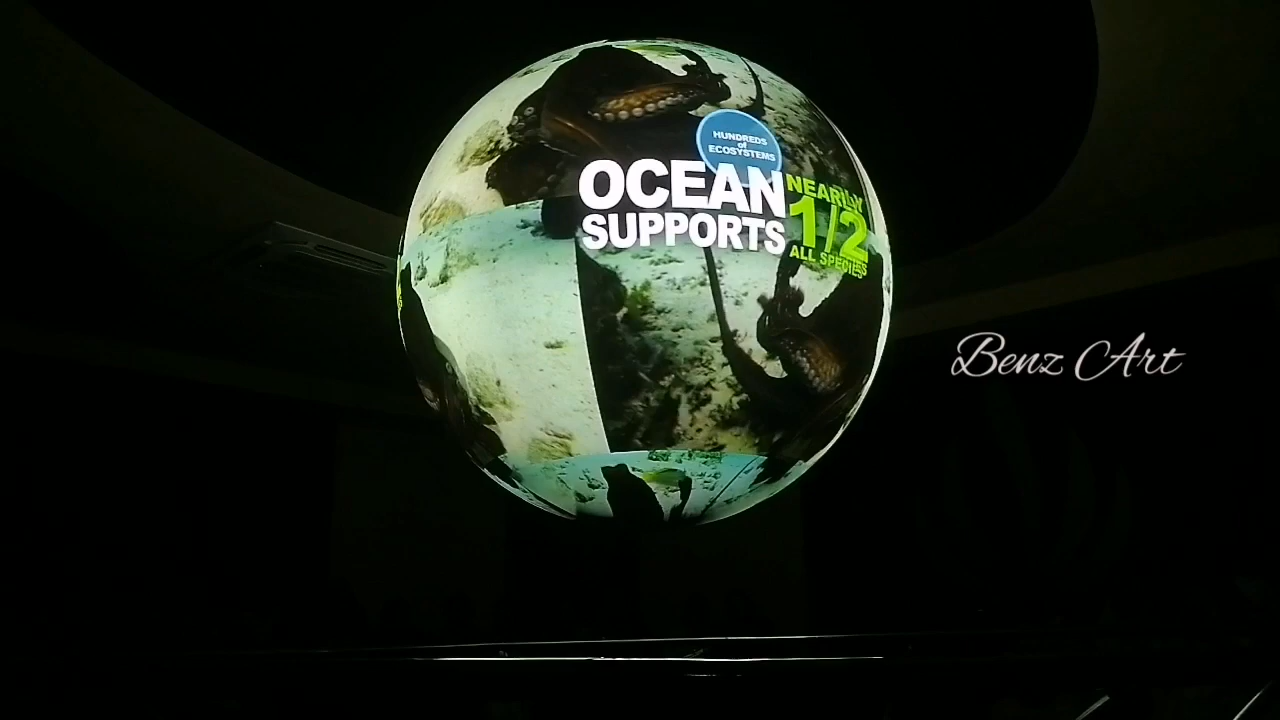 HUNDREDS
of
ECOSYSTEMS
OCEAN
SUPPORTS
NEARLY
1/2
ALL SPECIES
Benz Art